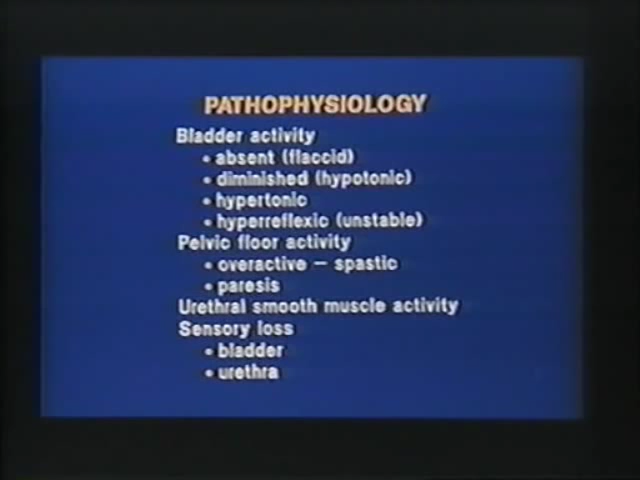 PATHOPHYSIOLOGY
Bladder activity
• absent (flaccid)
• diminished (hypotonic)
• hypertonic
• hyperreflexic (unstable)
Pelvic floor activity
• overactive – spastic
• paresis
Urethral smooth muscle activity
Sensory loss
• bladder
• urethra